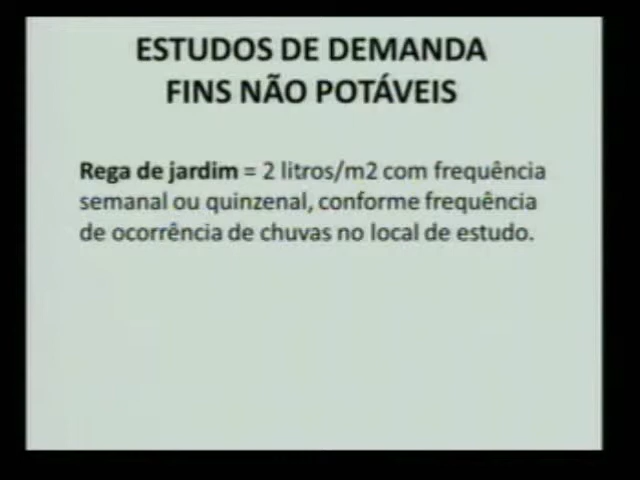 ESTUDOS DE DEMANDA
FINS NÃO POTÁVEIS
Rega de jardim = 2 litros/m2 com frequência
semanal ou quinzenal, conforme frequência
de ocorrência de chuvas no local de estudo.